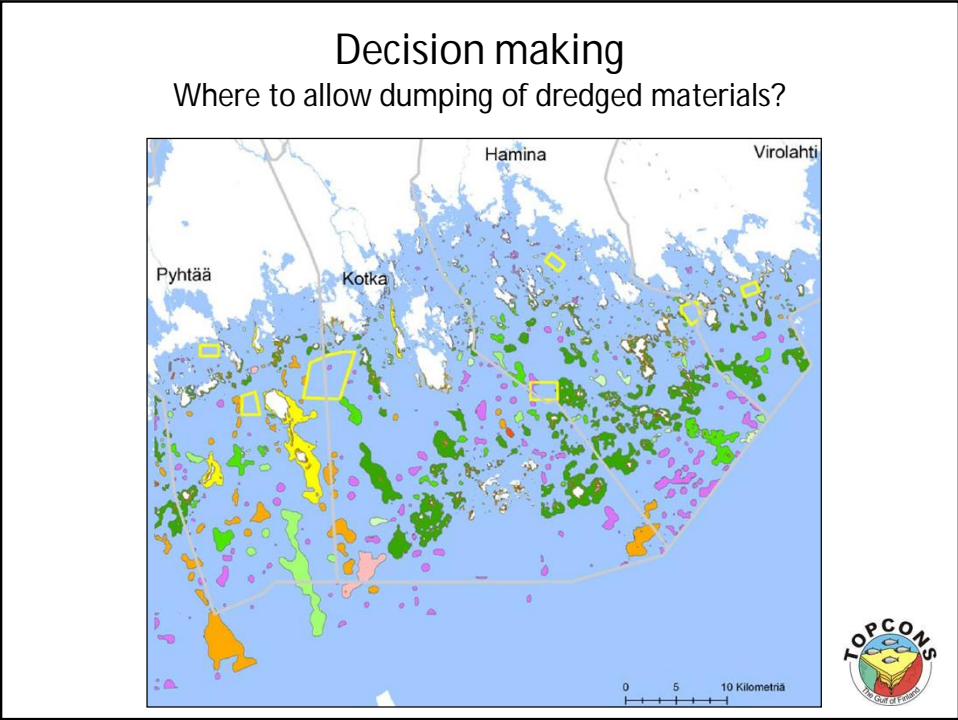 Decision making
Where to allow dumping of dredged materials?
Hamina
Virolahti
Pyhtää
Kotka
0 5 10 Kilometriä
TOPCONS
The Gulf of Finland